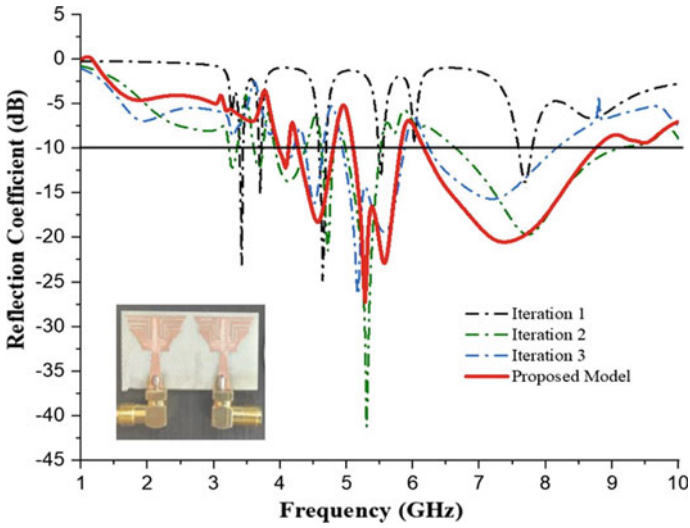 Reflection Coefficient (dB)
5
0
-5
-10
-15
-20
-25
-30
-35
-40
-45
Iteration 1
Iteration 2
Iteration 3
Proposed Model
1 2 3 4 5 6 7 8 9 10
Frequency (GHz)